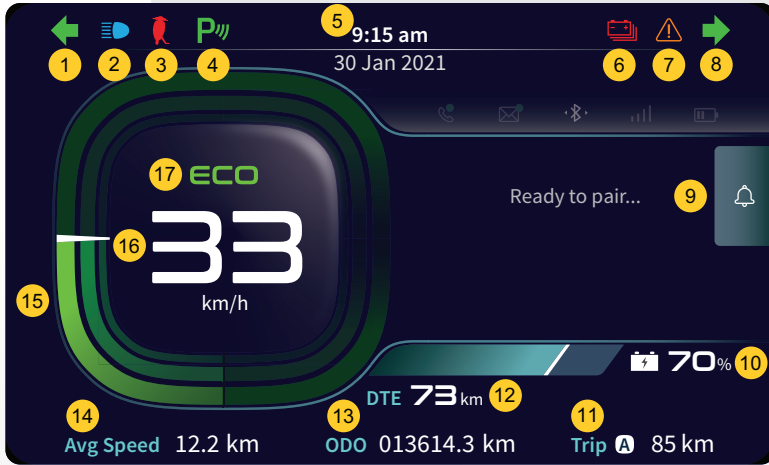 5
9:15 am
P
1 2 3 4 6 7 8
30 Jan 2021
17 ECO
Ready to pair... 9
16 33
15
km/h
70% 10
DTE 73 km 12
14 13 11
Avg Speed 12.2 km ODO 013614.3 km Trip A 85 km